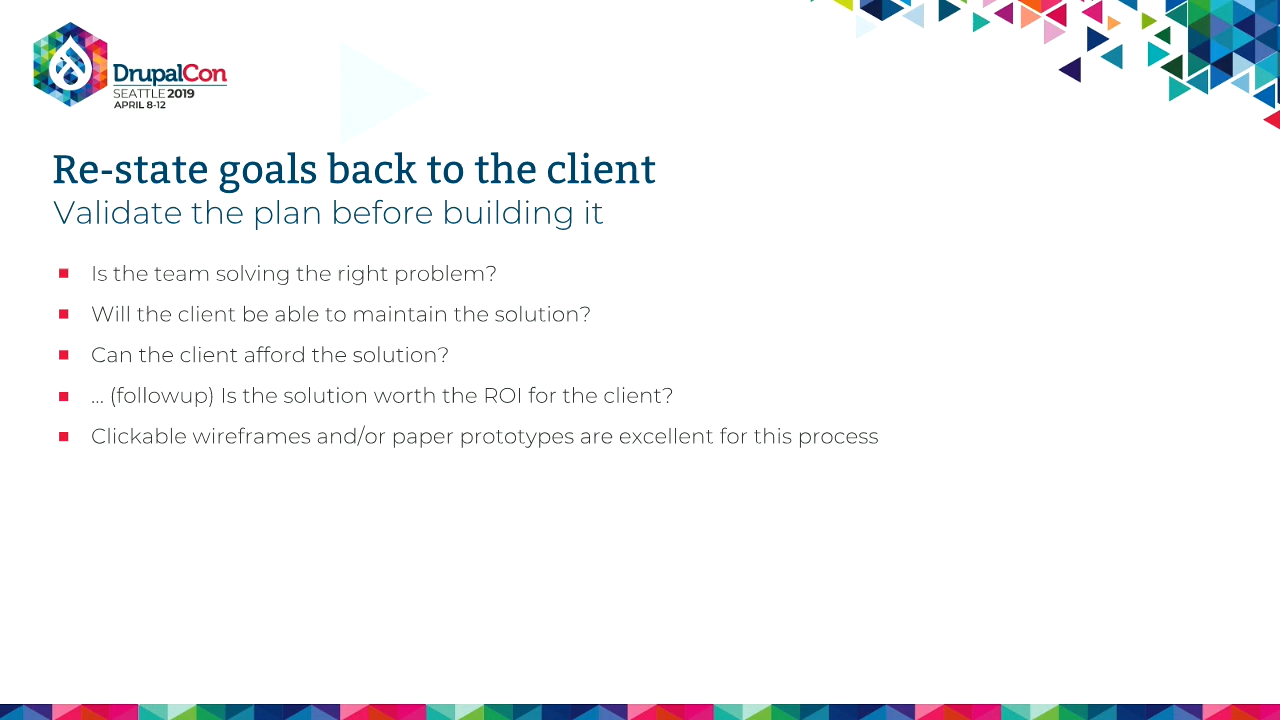 DrupalCon
SEATTLE 2019
APRIL 8-12
Re-state goals back to the client
Validate the plan before building it
Is the team solving the right problem?
Will the client be able to maintain the solution?
Can the client afford the solution?
... (followup) Is the solution worth the ROI for the client?
Clickable wireframes and/or paper prototypes are excellent for this process